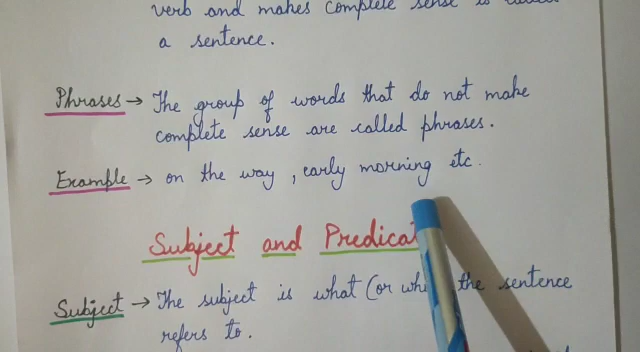 verb and makes complete sense is called
a sentence.
Phrases → The group of words that do not make
complete sense are called phrases.
Example → on the way, early morning etc.
Subject and Predicat
Subject → The subject is what (or who the sentence
refers to.